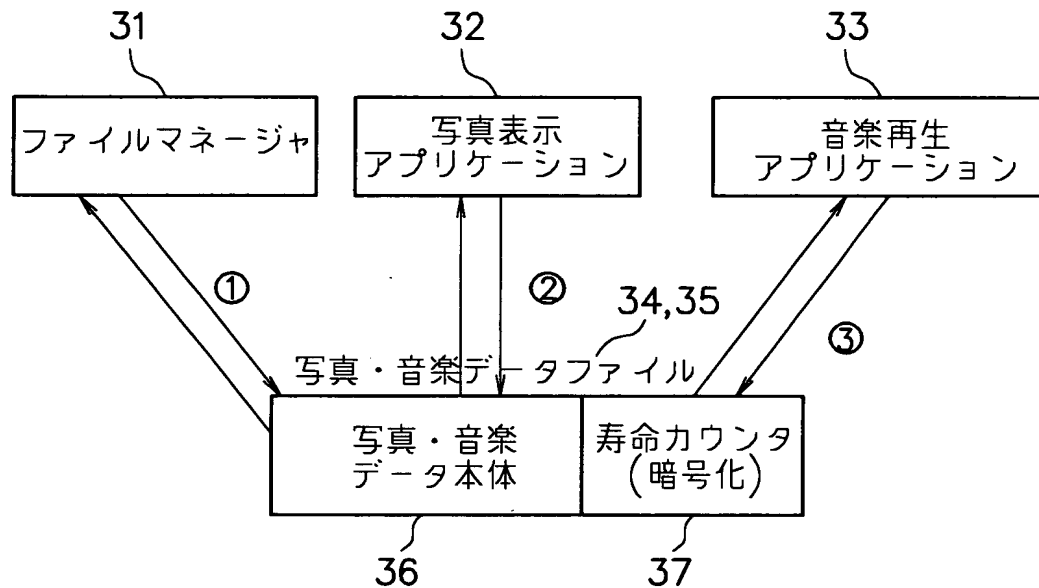 31
32
33
ファイルマネージャ
写真表示
アプリケーション
音楽再生
アプリケーション
①
②
34,35
③
写真・音楽データファイル
写真・音楽
データ本体
寿命カウンタ
(暗号化)
36
37